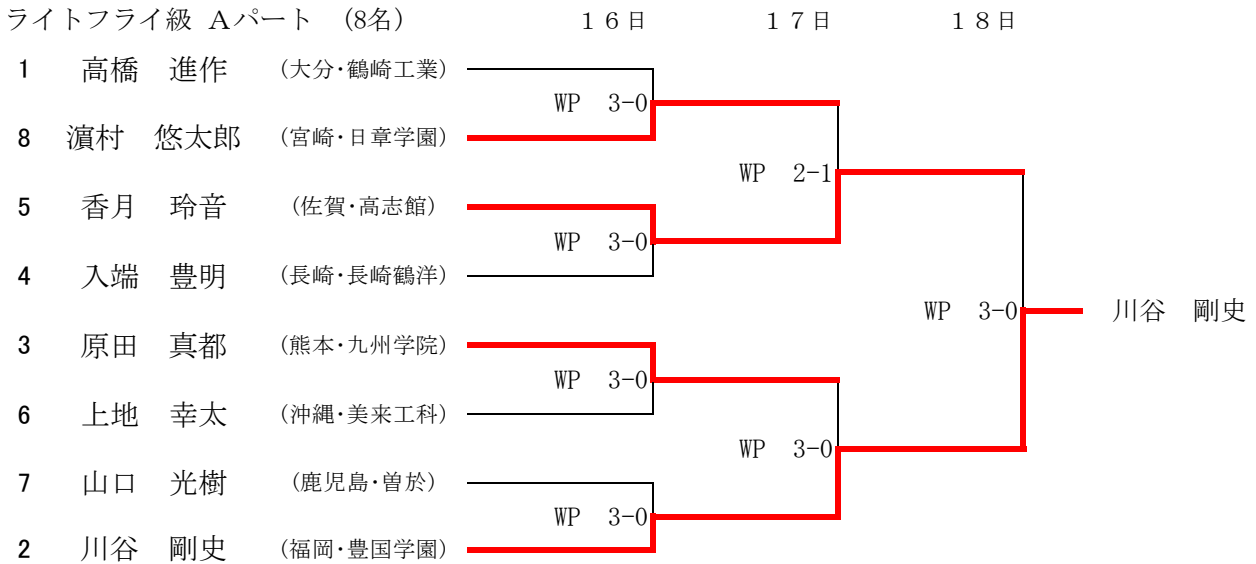 ライトフライ級 Aパート (8名) 16日 17日 18日
1 高橋 進作 (大分・鶴崎工業)
WP 3-0
8 濵村 悠太郎 (宮崎・日章学園)
WP 2-1
5 香月 玲音 (佐賀・高志館)
WP 3-0
4 入端 豊明 (長崎・長崎鶴洋)
WP 3-0 川谷 剛史
3 原田 真都 (熊本・九州学院)
WP 3-0
6 上地 幸太 (沖縄・美来工科)
WP 3-0
7 山口 光樹 (鹿児島・曽於)
WP 3-0
2 川谷 剛史 (福岡・豊国学園)